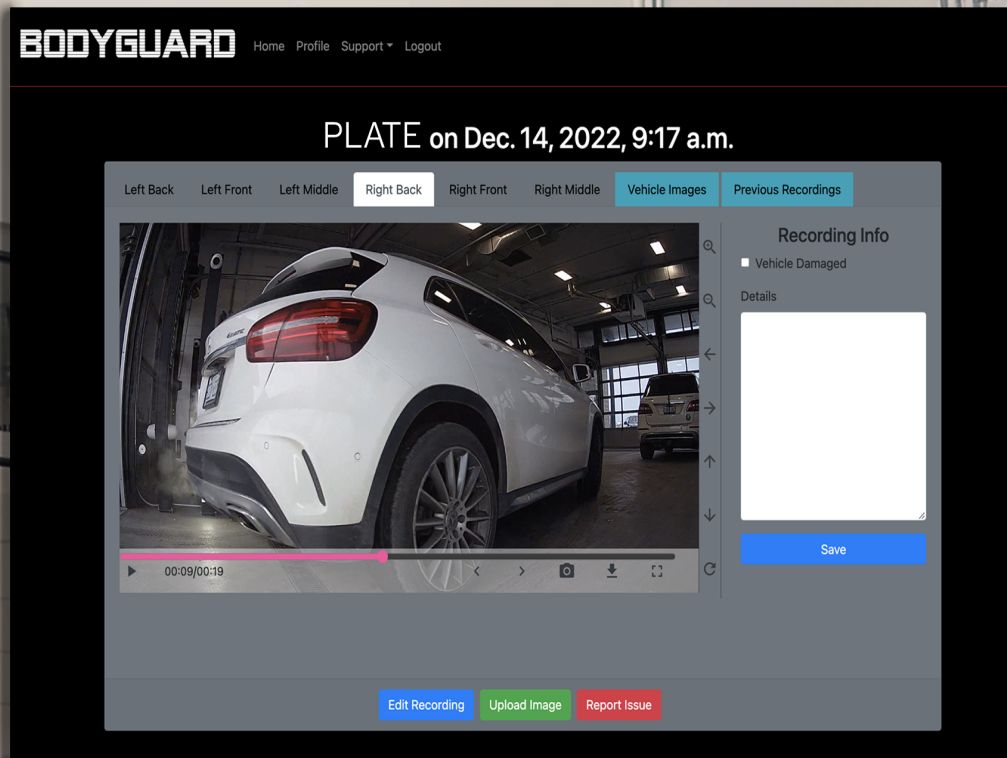 BODYGUARD
Home Profile Support Logout
PLATE on Dec. 14, 2022, 9:17 a.m.
Left Back Left Front Left Middle Right Back Right Front Right Middle Vehicle Images Previous Recordings
Recording Info
Vehicle Damaged
Details
Save
00:09/00:19
Edit Recording Upload Image Report Issue